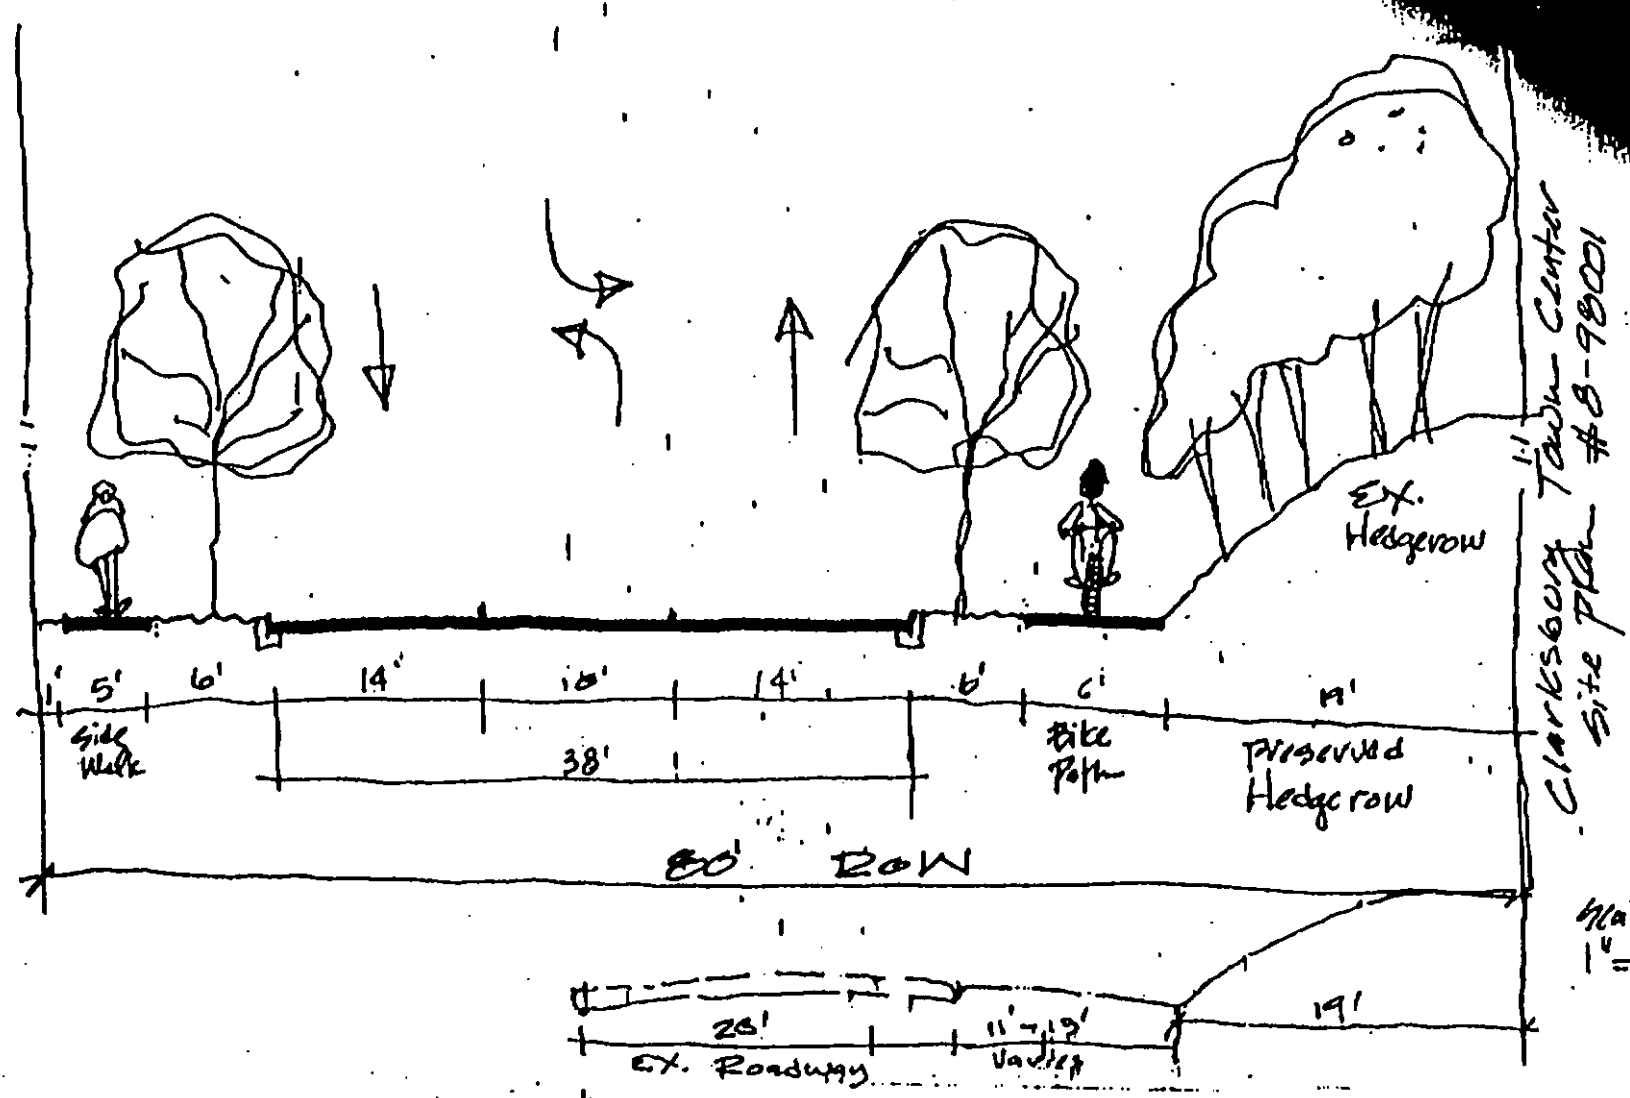 EX.
Hedgerow
1' 5' 6' 14' 10' 14' 6' 6' 19'
Side
Walk
Bike
Path
Preserved
Hedgerow
38'
80' ROW
19'
11'-19'
EX. Roadway
Varies
Clarksburg Town Center
Site Plan #8-98001
1"=